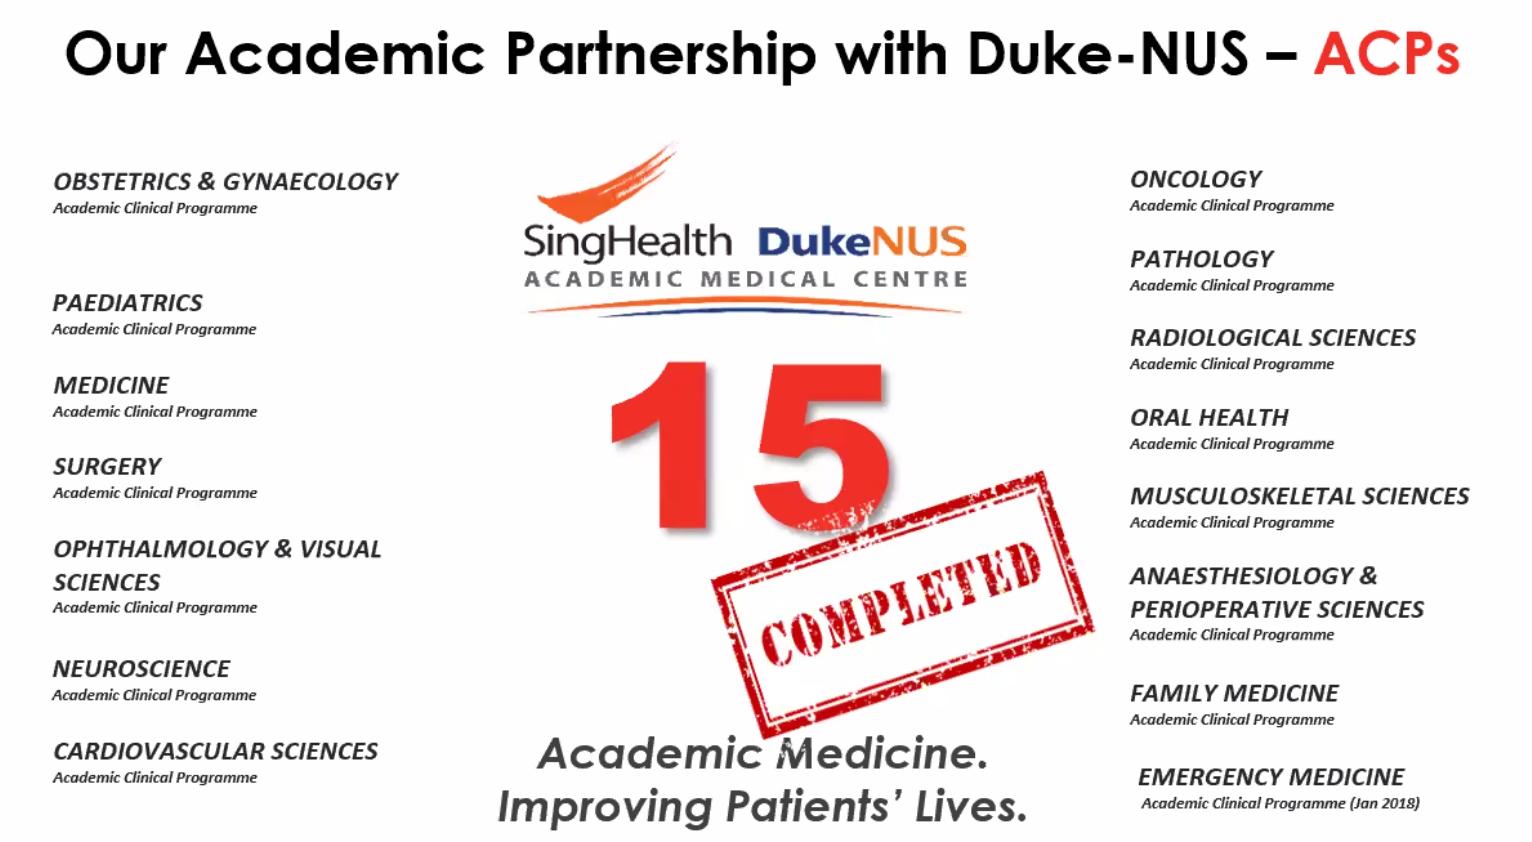 Our Academic Partnership with Duke-NUS – ACPs
OBSTETRICS & GYNAECOLOGY
Academic Clinical Programme
PAEDIATRICS
Academic Clinical Programme
MEDICINE
Academic Clinical Programme
SURGERY
Academic Clinical Programme
OPHTHALMOLOGY & VISUAL
SCIENCES
Academic Clinical Programme
NEUROSCIENCE
Academic Clinical Programme
CARDIOVASCULAR SCIENCES
Academic Clinical Programme
SingHealth DukeNUS
ACADEMIC MEDICAL CENTRE
15
COMPLETED
Academic Medicine.
Improving Patients’ Lives.
ONCOLOGY
Academic Clinical Programme
PATHOLOGY
Academic Clinical Programme
RADIOLOGICAL SCIENCES
Academic Clinical Programme
ORAL HEALTH
Academic Clinical Programme
MUSCULOSKELETAL SCIENCES
Academic Clinical Programme
ANAESTHESIOLOGY &
PERIOPERATIVE SCIENCES
Academic Clinical Programme
FAMILY MEDICINE
Academic Clinical Programme
EMERGENCY MEDICINE
Academic Clinical Programme (Jan 2018)